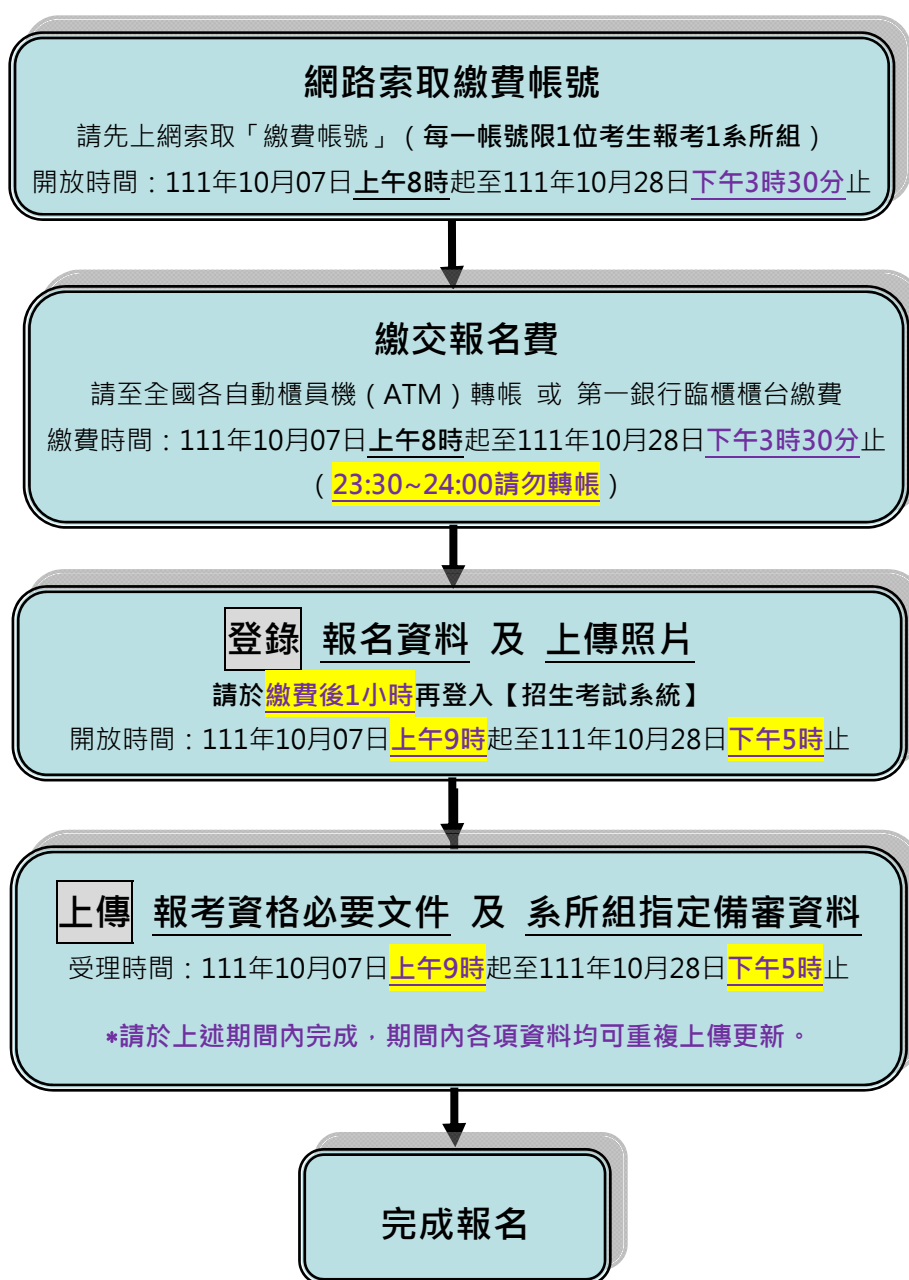 網路索取繳費帳號
請先上網索取「繳費帳號」(每一帳號限1位考生報考1系所組)
開放時間:111年10月07日上午8時起至111年10月28日下午3時30分止
繳交報名費
請至全國各自動櫃員機(ATM)轉帳 或 第一銀行臨櫃櫃台繳費
繳費時間:111年10月07日上午8時起至111年10月28日下午3時30分止
(23:30~24:00請勿轉帳)
登錄 報名資料 及 上傳照片
請於繳費後1小時再登入【招生考試系統】
開放時間:111年10月07日上午9時起至111年10月28日下午5時止
上傳 報考資格必要文件 及 系所組指定備審資料
受理時間:111年10月07日上午9時起至111年10月28日下午5時止
*請於上述期間內完成,期間內各項資料均可重複上傳更新。
完成報名